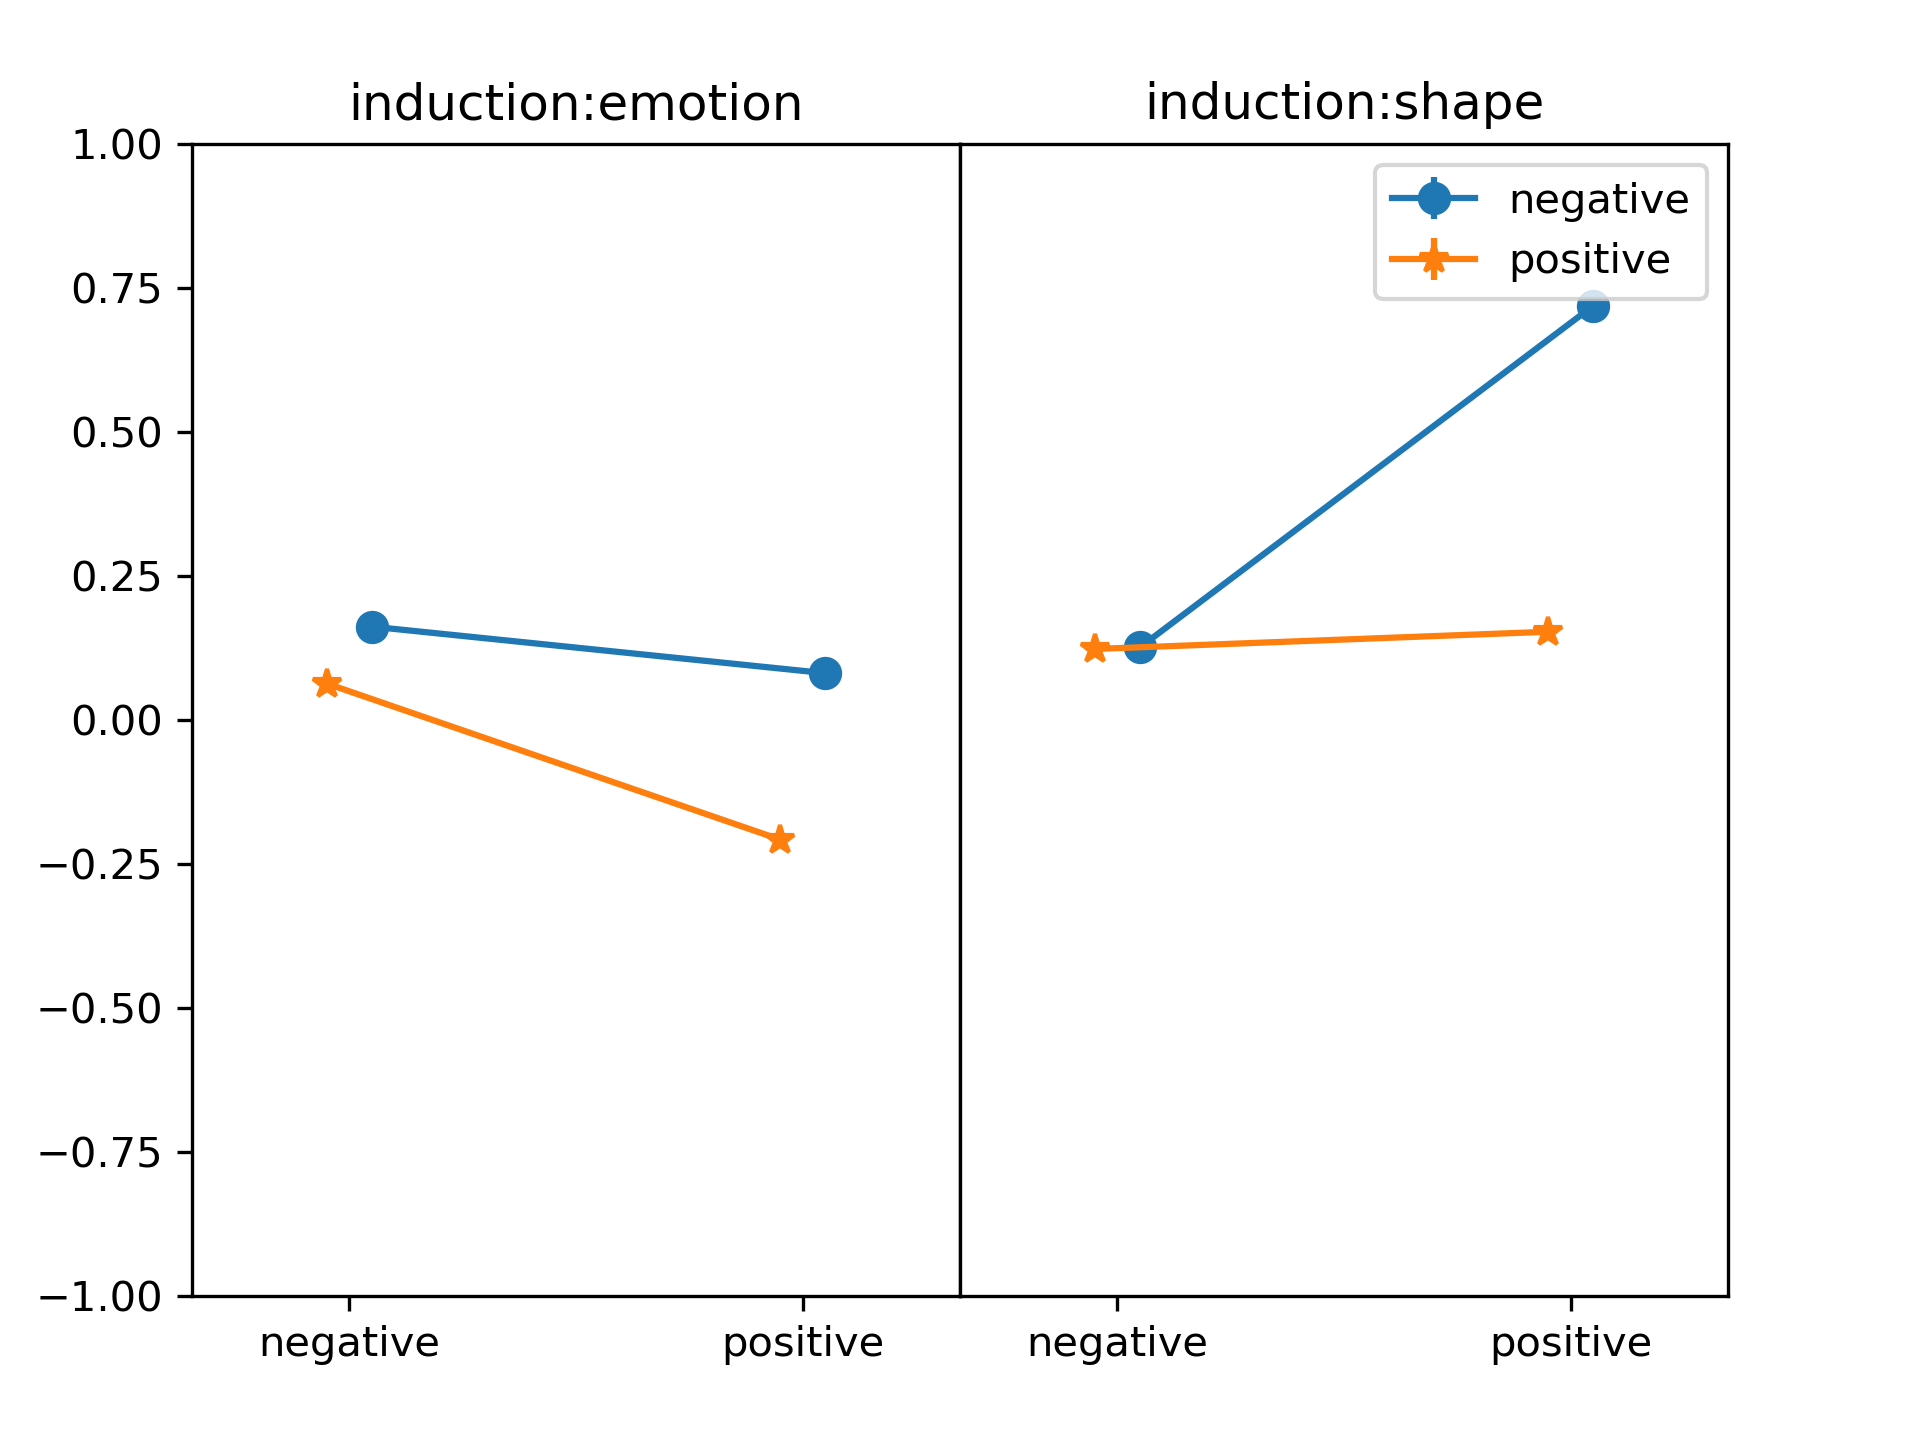 induction:emotion
induction:shape
1.00
0.75
0.50
0.25
0.00
−0.25
−0.50
−0.75
−1.00
negative
positive
negative
positive
negative
positive